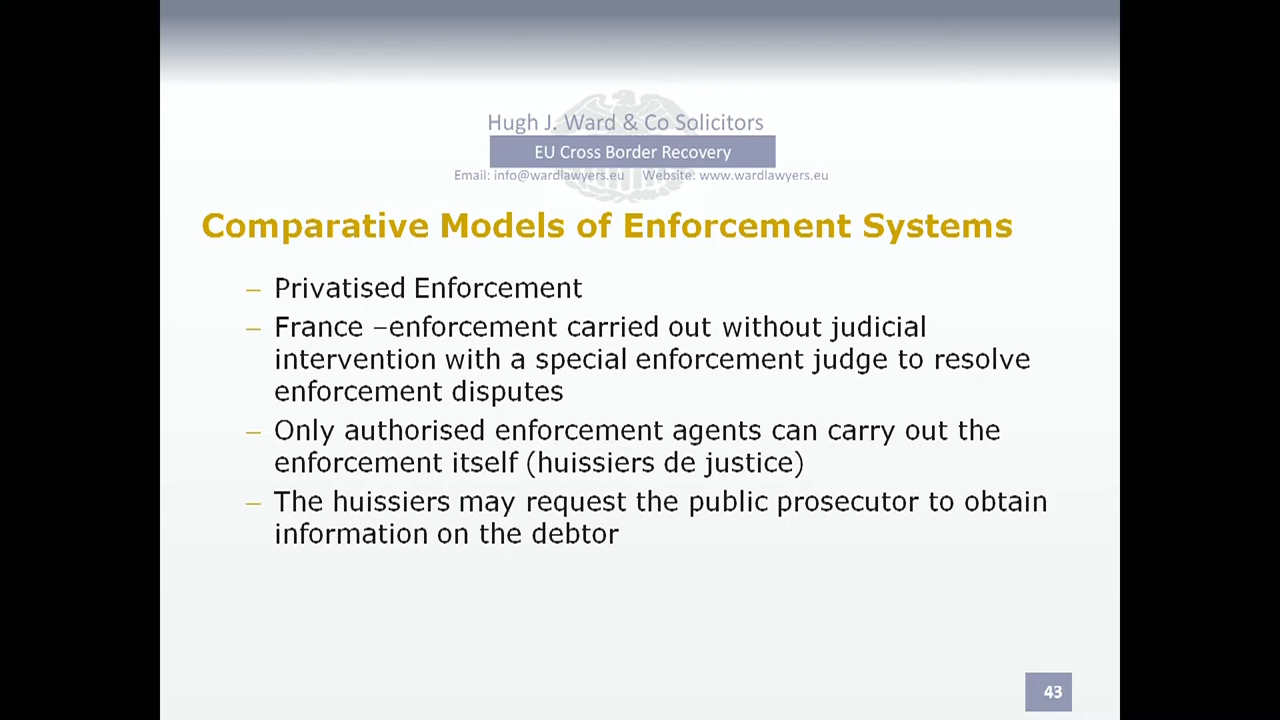 Hugh J. Ward & Co Solicitors
EU Cross Border Recovery
Email: info@wardlawyers.eu Website: www.wardlawyers.eu
Comparative Models of Enforcement Systems
– Privatised Enforcement
– France –enforcement carried out without judicial
intervention with a special enforcement judge to resolve
enforcement disputes
– Only authorised enforcement agents can carry out the
enforcement itself (huissiers de justice)
– The huissiers may request the public prosecutor to obtain
information on the debtor
43